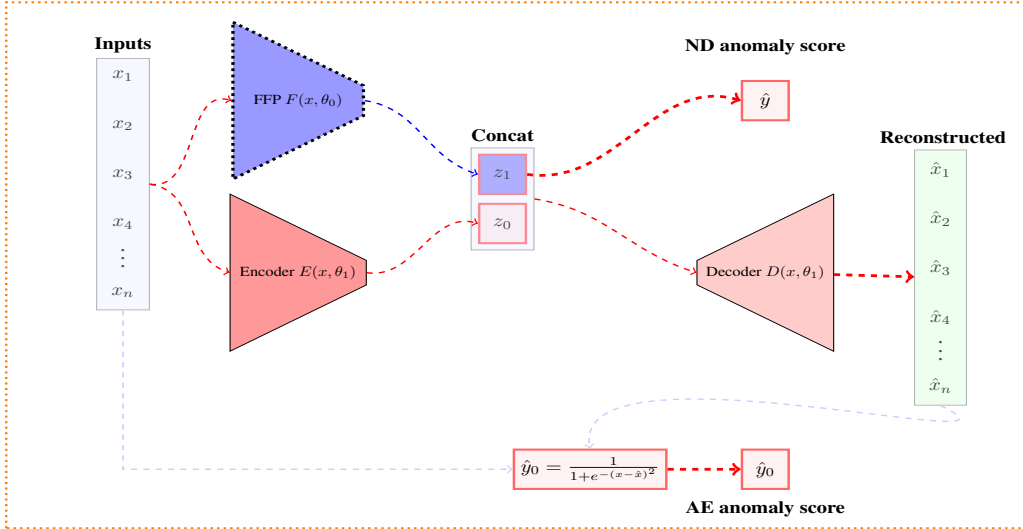 Inputs
x₁
x₂
x₃
x₄
⋮
xₙ
FFP F(x, θ₀)
Encoder E(x, θ₁)
Concat
z₁
z₀
ND anomaly score
ŷ
Decoder D(x, θ₁)
Reconstructed
x̂₁
x̂₂
x̂₃
x̂₄
⋮
x̂ₙ
ŷ₀ = 1 / (1+e^{−(x−x̂)²})
ŷ₀
AE anomaly score